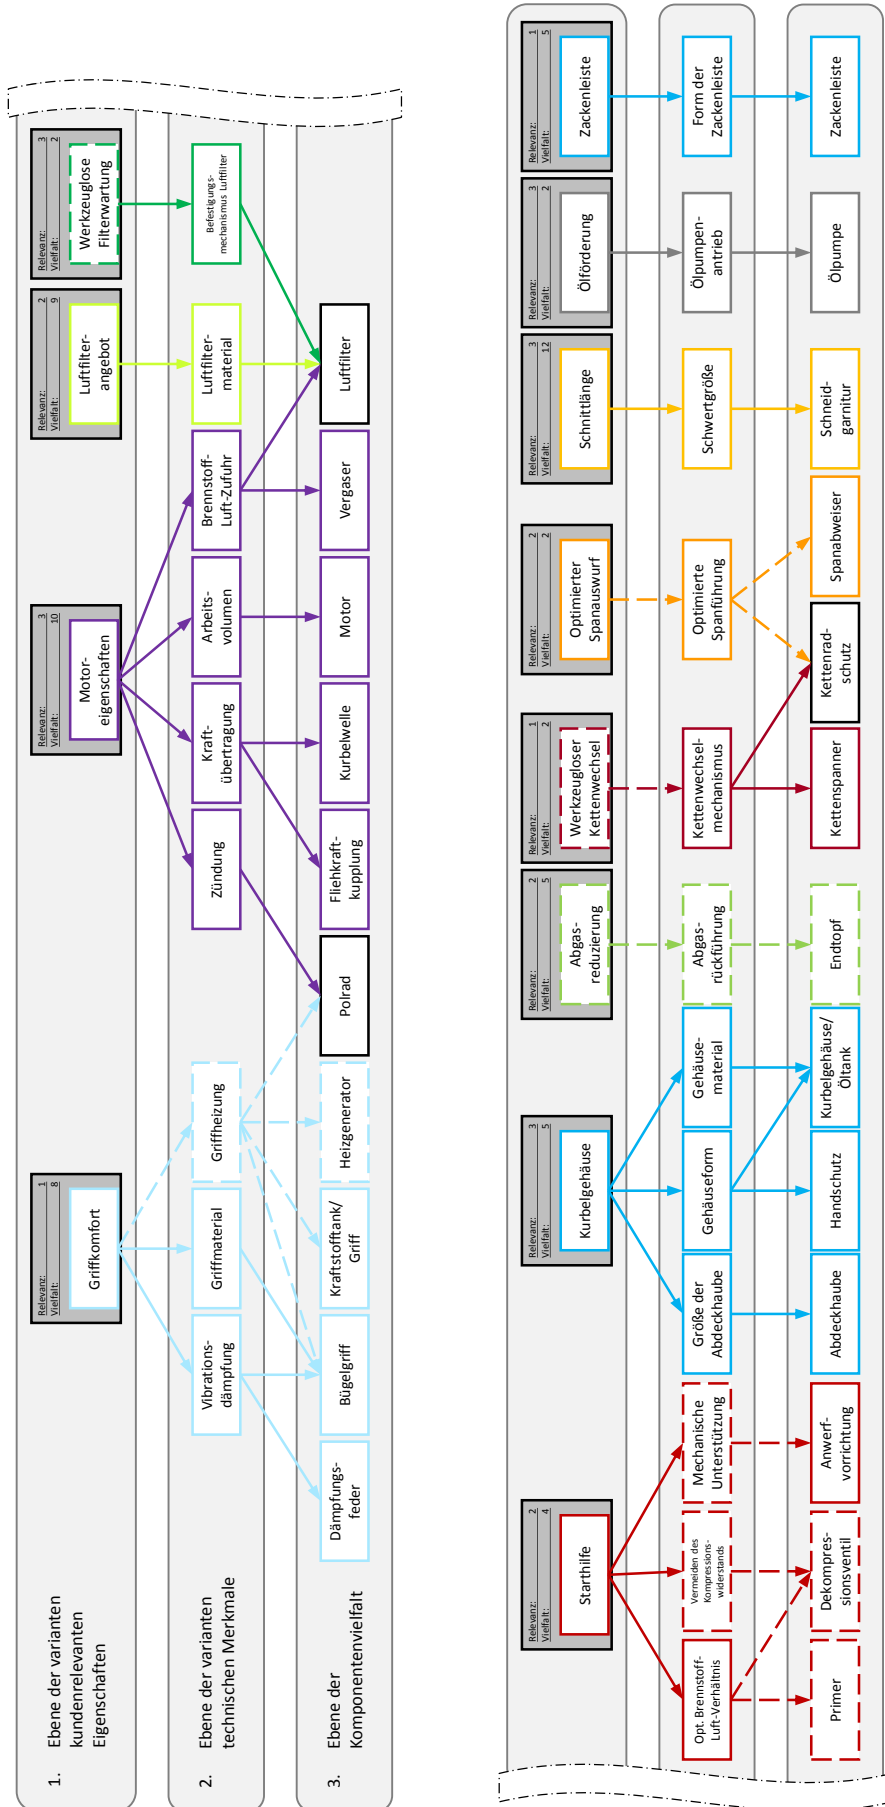 1. Ebene der varianten
kundenrelevanten
Eigenschaften
Relevanz: 1
Vielfalt: 8
Griffkomfort
Relevanz: 3
Vielfalt: 10
Motor-
eigenschaften
Relevanz: 2
Vielfalt: 9
Luftfilter-
angebot
Relevanz: 3
Vielfalt: 2
Werkzeuglose
Filterwartung
2. Ebene der varianten
technischen Merkmale
Vibrations-
dämpfung
Griffmaterial
Griffheizung
Zündung
Kraft-
übertragung
Arbeits-
volumen
Brennstoff-
Luft-Zufuhr
Luftfilter-
material
Befestigungs-
mechanismus Luftfilter
3. Ebene der
Komponentenvielfalt
Dämpfungs-
feder
Bügelgriff
Kraftstofftank/
Griff
Heizgenerator
Polrad
Fliehkraft-
kupplung
Kurbelwelle
Motor
Vergaser
Luftfilter
Relevanz: 2
Vielfalt: 4
Starthilfe
Relevanz: 3
Vielfalt: 5
Kurbelgehäuse
Relevanz: 2
Vielfalt: 5
Abgas-
reduzierung
Relevanz: 1
Vielfalt: 2
Werkzeugloser
Kettenwechsel
Relevanz: 2
Vielfalt: 2
Optimierter
Spanauswurf
Relevanz: 3
Vielfalt: 12
Schnittlänge
Relevanz: 3
Vielfalt: 2
Ölförderung
Relevanz: 1
Vielfalt: 5
Zackenleiste
Opt. Brennstoff-
Luft-Verhältnis
Vermeiden des
Kompressions-
widerstands
Mechanische
Unterstützung
Größe der
Abdeckhaube
Gehäuseform
Gehäuse-
material
Abgas-
rückführung
Kettenwechsel-
mechanismus
Optimierte
Spanführung
Schwertgröße
Ölpumpen-
antrieb
Form der
Zackenleiste
Primer
Dekompres-
sionsventil
Anwerf-
vorrichtung
Abdeckhaube
Handschutz
Kurbelgehäuse/
Öltank
Endtopf
Kettenspanner
Kettenrad-
schutz
Spanabweiser
Schneid-
garnitur
Ölpumpe
Zackenleiste